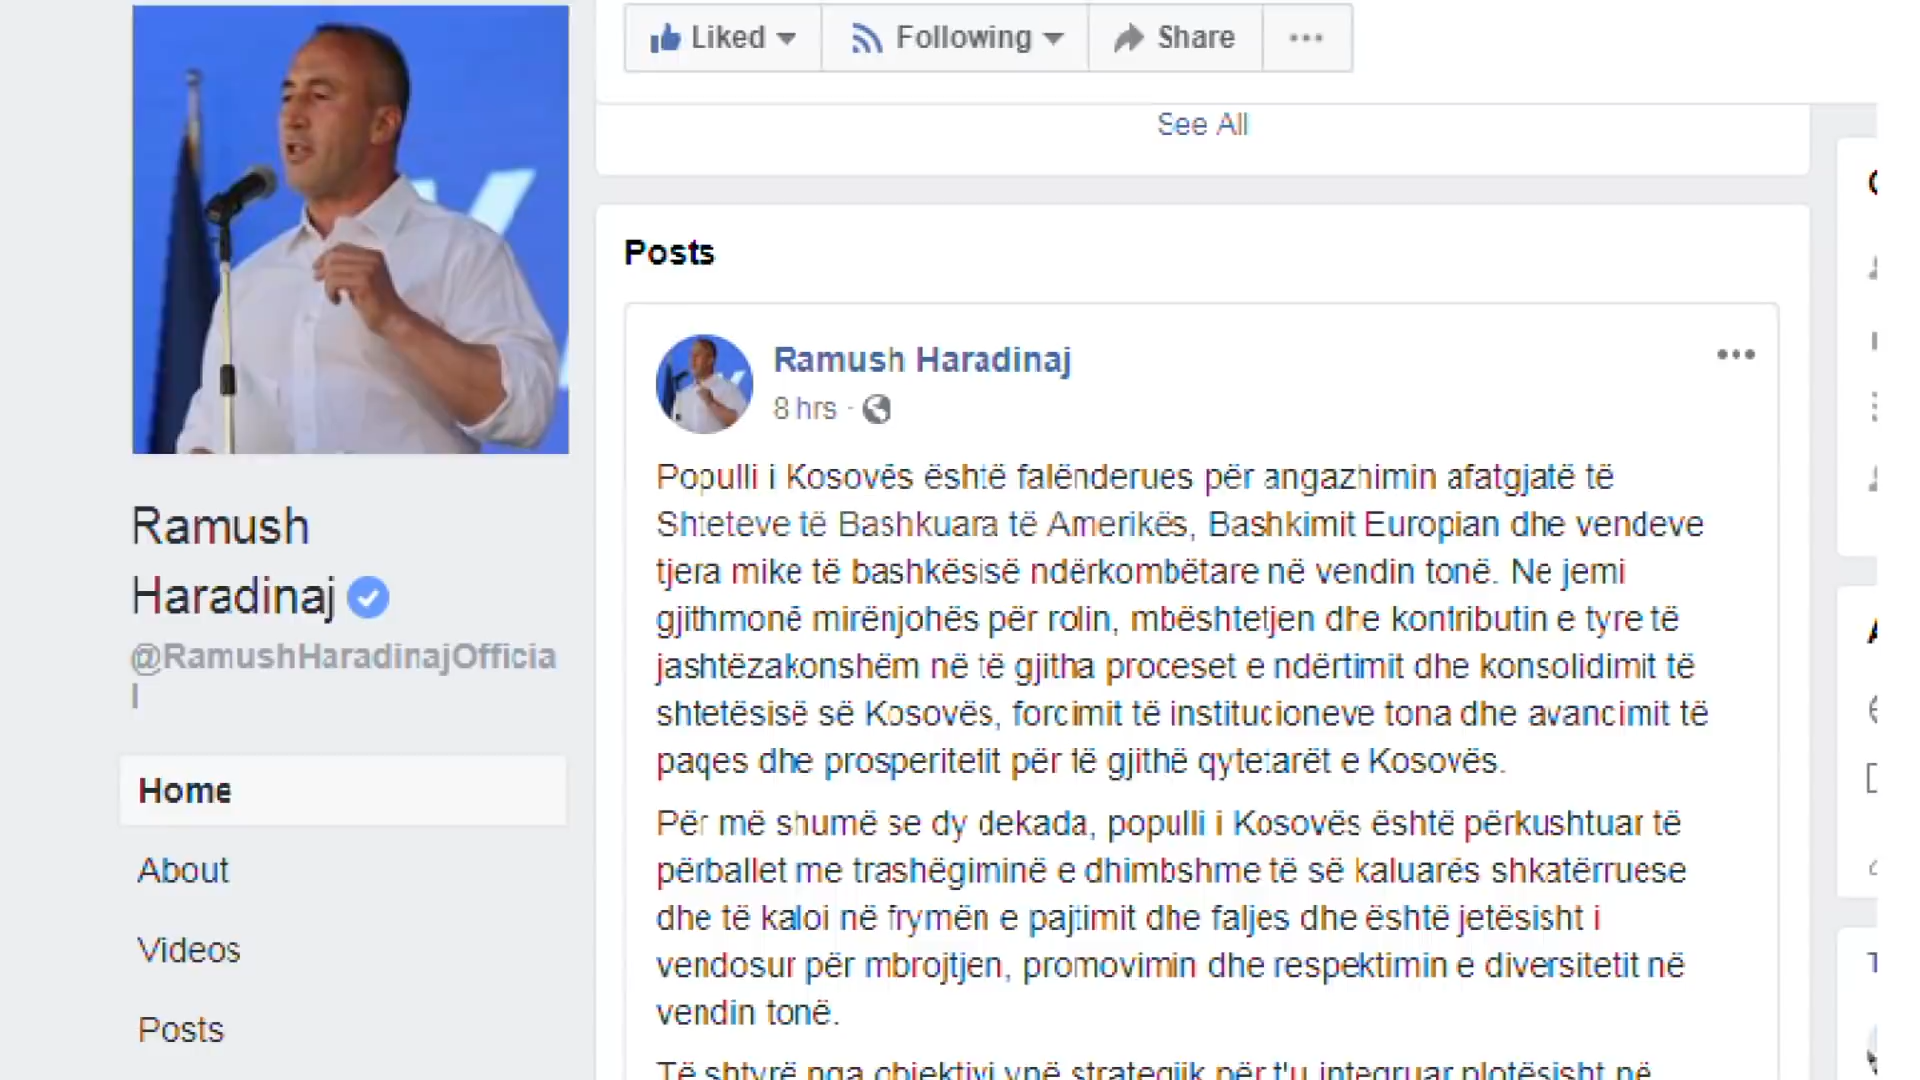 Liked
Following
Share
See All
Ramush
Haradinaj
@RamushHaradinajOfficia
l
Home
About
Videos
Posts
Posts
Ramush Haradinaj
8 hrs ·
Populli i Kosovës është falënderues për angazhimin afatgjatë të
Shteteve të Bashkuara të Amerikës, Bashkimit Europian dhe vendeve
tjera mike të bashkësisë ndërkombëtare në vendin tonë. Ne jemi
gjithmonë mirënjohës për rolin, mbështetjen dhe kontributin e tyre të
jashtëzakonshëm në të gjitha proceset e ndërtimit dhe konsolidimit të
shtetësisë së Kosovës, forcimit të institucioneve tona dhe avancimit të
paqes dhe prosperitetit për të gjithë qytetarët e Kosovës.
Për më shumë se dy dekada, populli i Kosovës është përkushtuar të
përballet me trashëgiminë e dhimbshme të së kaluarës shkatërruese
dhe të kaloi në frymën e pajtimit dhe faljes dhe është jetësisht i
vendosur për mbrojtjen, promovimin dhe respektimin e diversitetit në
vendin tonë.
Të shtyrë nga objektivi ynë strategjik për t'u integruar plotësisht në